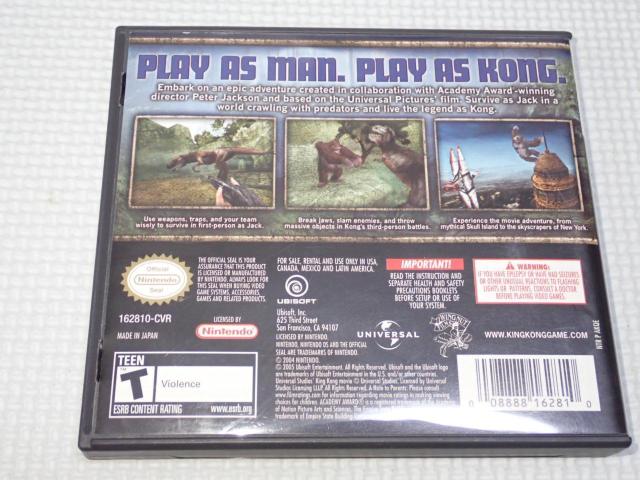 PLAY AS MAN. PLAY AS KONG.
Embark on an epic adventure created in collaboration with Academy Award-winning
director Peter Jackson and based on the Universal Pictures' film. Survive as Jack in a
world crawling with predators and live the legend as Kong.
Use weapons, traps, and your team
wisely to survive in first-person as Jack.
Break jaws, slam enemies, and throw
massive objects in Kong's third-person battles.
Experience the movie adventure, from
mythical Skull Island to the skyscrapers of New York.
Official
Nintendo
Seal
THE OFFICIAL SEAL IS YOUR
ASSURANCE THAT THIS PRODUCT
IS LICENSED OR MANUFACTURED
BY NINTENDO. ALWAYS LOOK FOR
THIS SEAL WHEN BUYING VIDEO
GAME SYSTEMS, ACCESSORIES,
GAMES AND RELATED PRODUCTS.
162810-CVR
MADE IN JAPAN
LICENSED BY
Nintendo
FOR SALE, RENTAL AND USE ONLY IN USA,
CANADA, MEXICO AND LATIN AMERICA.
UBISOFT
Ubisoft, Inc.
625 Third Street
San Francisco, CA 94107
LICENSED BY NINTENDO.
NINTENDO, NINTENDO DS AND THE OFFICIAL
SEAL ARE TRADEMARKS OF NINTENDO.
© 2004 NINTENDO.
IMPORTANT!
READ THE INSTRUCTION AND
SEPARATE HEALTH AND SAFETY
PRECAUTIONS BOOKLETS
BEFORE SETUP OR USE OF
YOUR SYSTEM.
WARNING:
IF YOU HAVE EPILEPSY OR HAVE HAD SEIZURES
OR OTHER UNUSUAL REACTIONS TO FLASHING
LIGHTS OR PATTERNS, CONSULT A DOCTOR
BEFORE PLAYING VIDEO GAMES.
UNIVERSAL
WINGNUT
WWW.KINGKONGGAME.COM
TEEN
T
Violence
ESRB CONTENT RATING
www.esrb.org
© 2005 Ubisoft Entertainment. All Rights Reserved. Ubisoft and the Ubisoft logo
are trademarks of Ubisoft Entertainment in the U.S. and/or other countries.
Universal Studios' King Kong movie © Universal Studios. Licensed by Universal
Studios Licensing LLLP. All Rights Reserved.
0 08888 16281 0